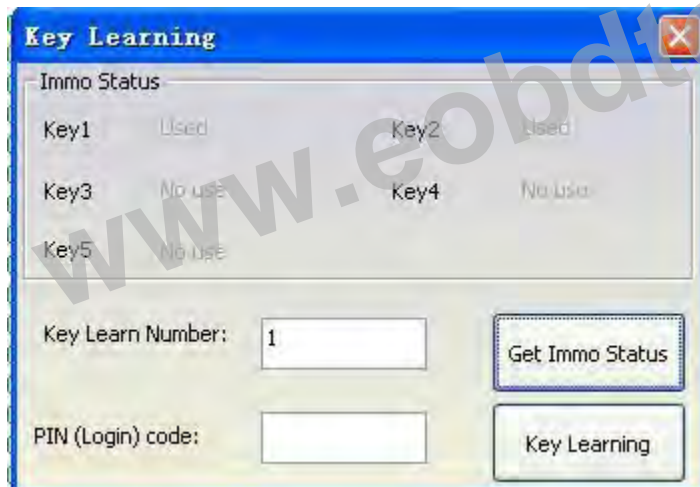 Key Learning
Immo Status
Key1 Used Key2 Used
Key3 No use Key4 No use
Key5 No use
Key Learn Number: 1 Get Immo Status
PIN (Login) code: Key Learning
www.eobdt